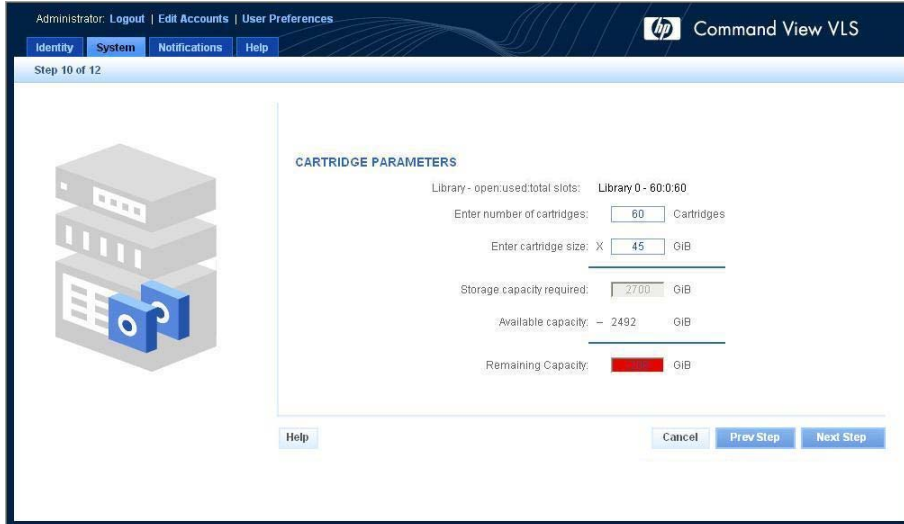 Administrator: Logout | Edit Accounts | User Preferences
hp Command View VLS
Identity System Notifications Help
Step 10 of 12
CARTRIDGE PARAMETERS
Library - open:used:total slots: Library 0 - 60:0:60
Enter number of cartridges: 60 Cartridges
Enter cartridge size: X 45 GiB
Storage capacity required: 2700 GiB
Available capacity: – 2492 GiB
Remaining Capacity: GiB
Help Cancel Prev Step Next Step